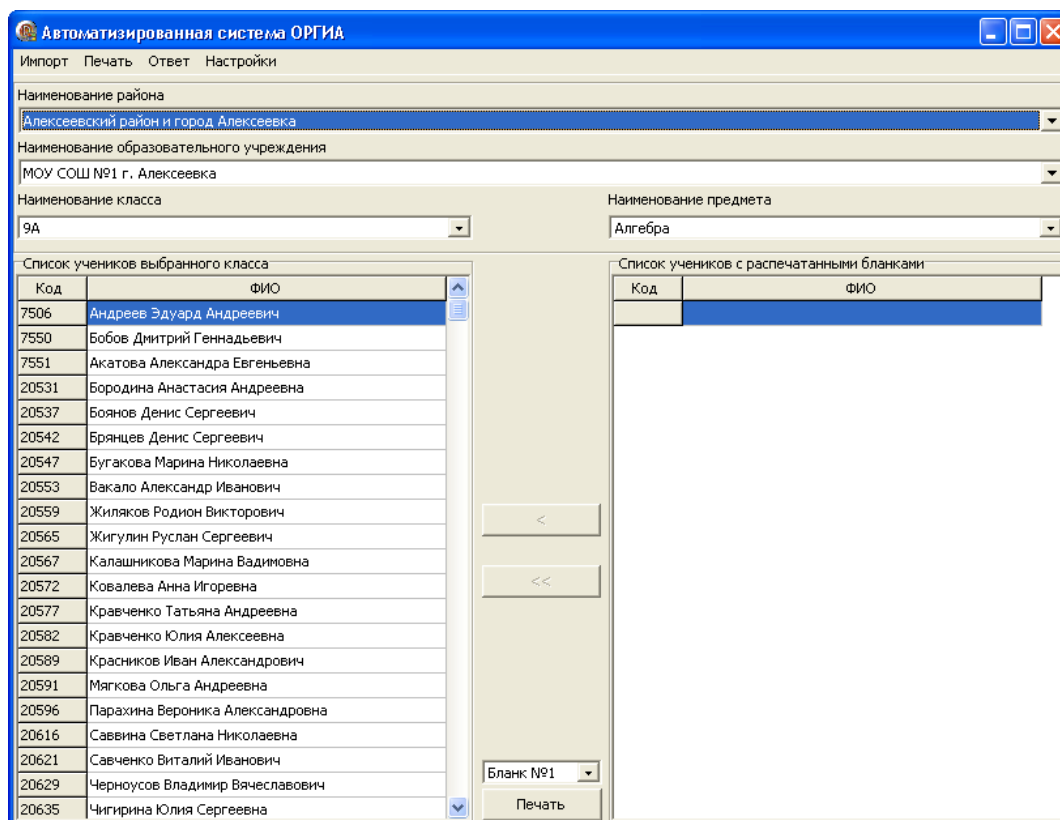 Автоматизированная система ОРГИА
Импорт Печать Ответ Настройки
Наименование района
Алексеевский район и город Алексеевка
Наименование образовательного учреждения
МОУ СОШ №1 г. Алексеевка
Наименование класса Наименование предмета
9А Алгебра
Список учеников выбранного класса Список учеников с распечатанными бланками
Код ФИО Код ФИО
7506 Андреев Эдуард Андреевич
7550 Бобов Дмитрий Геннадьевич
7551 Акатова Александра Евгеньевна
20531 Бородина Анастасия Андреевна
20537 Боянов Денис Сергеевич
20542 Брянцев Денис Сергеевич
20547 Бугакова Марина Николаевна
20553 Вакало Александр Иванович
20559 Жиляков Родион Викторович
<
20565 Жигулин Руслан Сергеевич
20567 Калашникова Марина Вадимовна
20572 Ковалева Анна Игоревна
<<
20577 Кравченко Татьяна Андреевна
20582 Кравченко Юлия Алексеевна
20589 Красников Иван Александрович
20591 Мягкова Ольга Андреевна
20596 Парахина Вероника Александровна
20616 Саввина Светлана Николаевна
20621 Савченко Виталий Иванович
Бланк №1
20629 Черноусов Владимир Вячеславович
20635 Чигирина Юлия Сергеевна
Печать